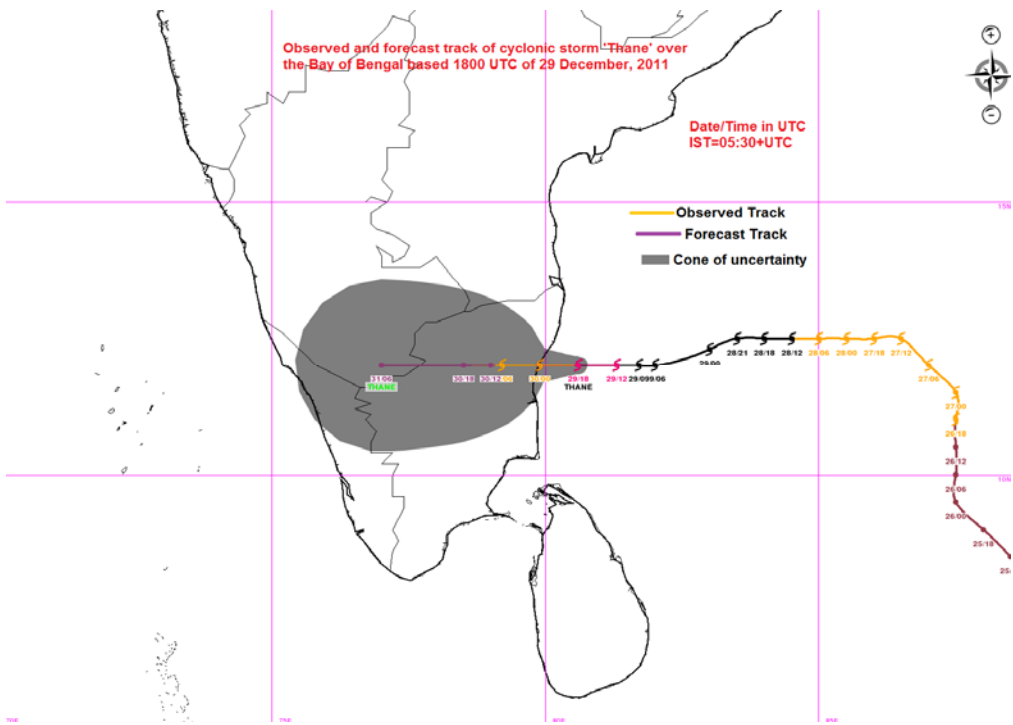 Observed and forecast track of cyclonic storm 'Thane' over
the Bay of Bengal based 1800 UTC of 29 December, 2011
Date/Time in UTC
IST=05:30+UTC
15N
Observed Track
Forecast Track
Cone of uncertainty
28/21 28/18 28/12 28/06 28/00 27/18 27/12
29/00
31/06 30/18 30/12 30/00 29/18 29/12 29/09 29/06 27/06
THANE THANE
27/00
26/18
26/12
10N
26/06
26/00
25/18
70E 75E 80E 85E